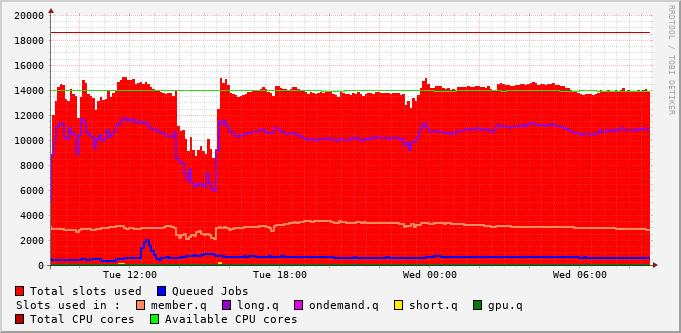 RRDTOOL / TOBI OETIKER
20000
18000
16000
14000
12000
10000
8000
6000
4000
2000
0
Tue 12:00 Tue 18:00 Wed 00:00 Wed 06:00
Total slots used Queued Jobs
Slots used in : member.q long.q ondemand.q short.q gpu.q
Total CPU cores Available CPU cores